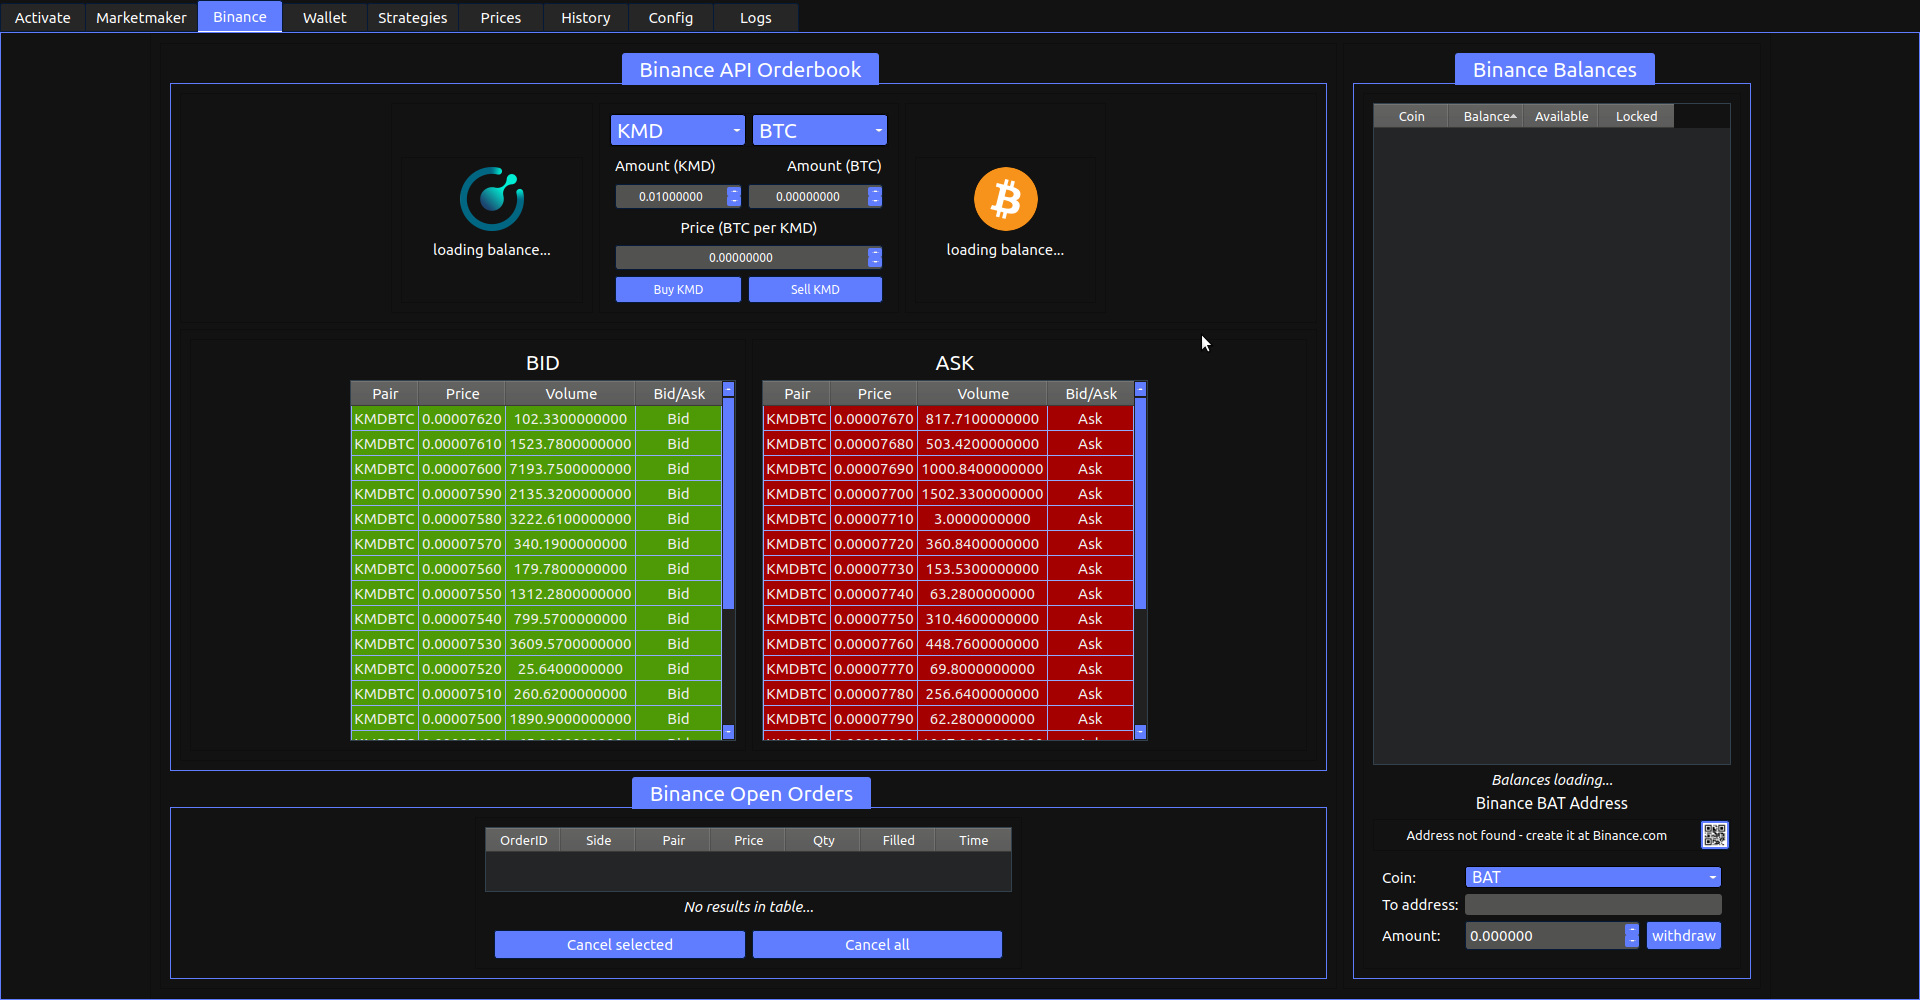 Activate Marketmaker Binance Wallet Strategies Prices History Config Logs
Binance API Orderbook
KMD BTC
Amount (KMD) Amount (BTC)
0.01000000 0.00000000
loading balance...
Price (BTC per KMD)
0.00000000
Buy KMD Sell KMD
loading balance...
BID
Pair Price Volume Bid/Ask
KMDBTC 0.00007620 102.3300000000 Bid
KMDBTC 0.00007610 1523.7800000000 Bid
KMDBTC 0.00007600 7193.7500000000 Bid
KMDBTC 0.00007590 2135.3200000000 Bid
KMDBTC 0.00007580 3222.6100000000 Bid
KMDBTC 0.00007570 340.1900000000 Bid
KMDBTC 0.00007560 179.7800000000 Bid
KMDBTC 0.00007550 1312.2800000000 Bid
KMDBTC 0.00007540 799.5700000000 Bid
KMDBTC 0.00007530 3609.5700000000 Bid
KMDBTC 0.00007520 25.6400000000 Bid
KMDBTC 0.00007510 260.6200000000 Bid
KMDBTC 0.00007500 1890.9000000000 Bid
ASK
Pair Price Volume Bid/Ask
KMDBTC 0.00007670 817.7100000000 Ask
KMDBTC 0.00007680 503.4200000000 Ask
KMDBTC 0.00007690 1000.8400000000 Ask
KMDBTC 0.00007700 1502.3300000000 Ask
KMDBTC 0.00007710 3.0000000000 Ask
KMDBTC 0.00007720 360.8400000000 Ask
KMDBTC 0.00007730 153.5300000000 Ask
KMDBTC 0.00007740 63.2800000000 Ask
KMDBTC 0.00007750 310.4600000000 Ask
KMDBTC 0.00007760 448.7600000000 Ask
KMDBTC 0.00007770 69.8000000000 Ask
KMDBTC 0.00007780 256.6400000000 Ask
KMDBTC 0.00007790 62.2800000000 Ask
Binance Open Orders
OrderID Side Pair Price Qty Filled Time
No results in table...
Cancel selected Cancel all
Binance Balances
Coin Balance Available Locked
Balances loading...
Binance BAT Address
Address not found - create it at Binance.com
Coin: BAT
To address:
Amount: 0.000000 withdraw